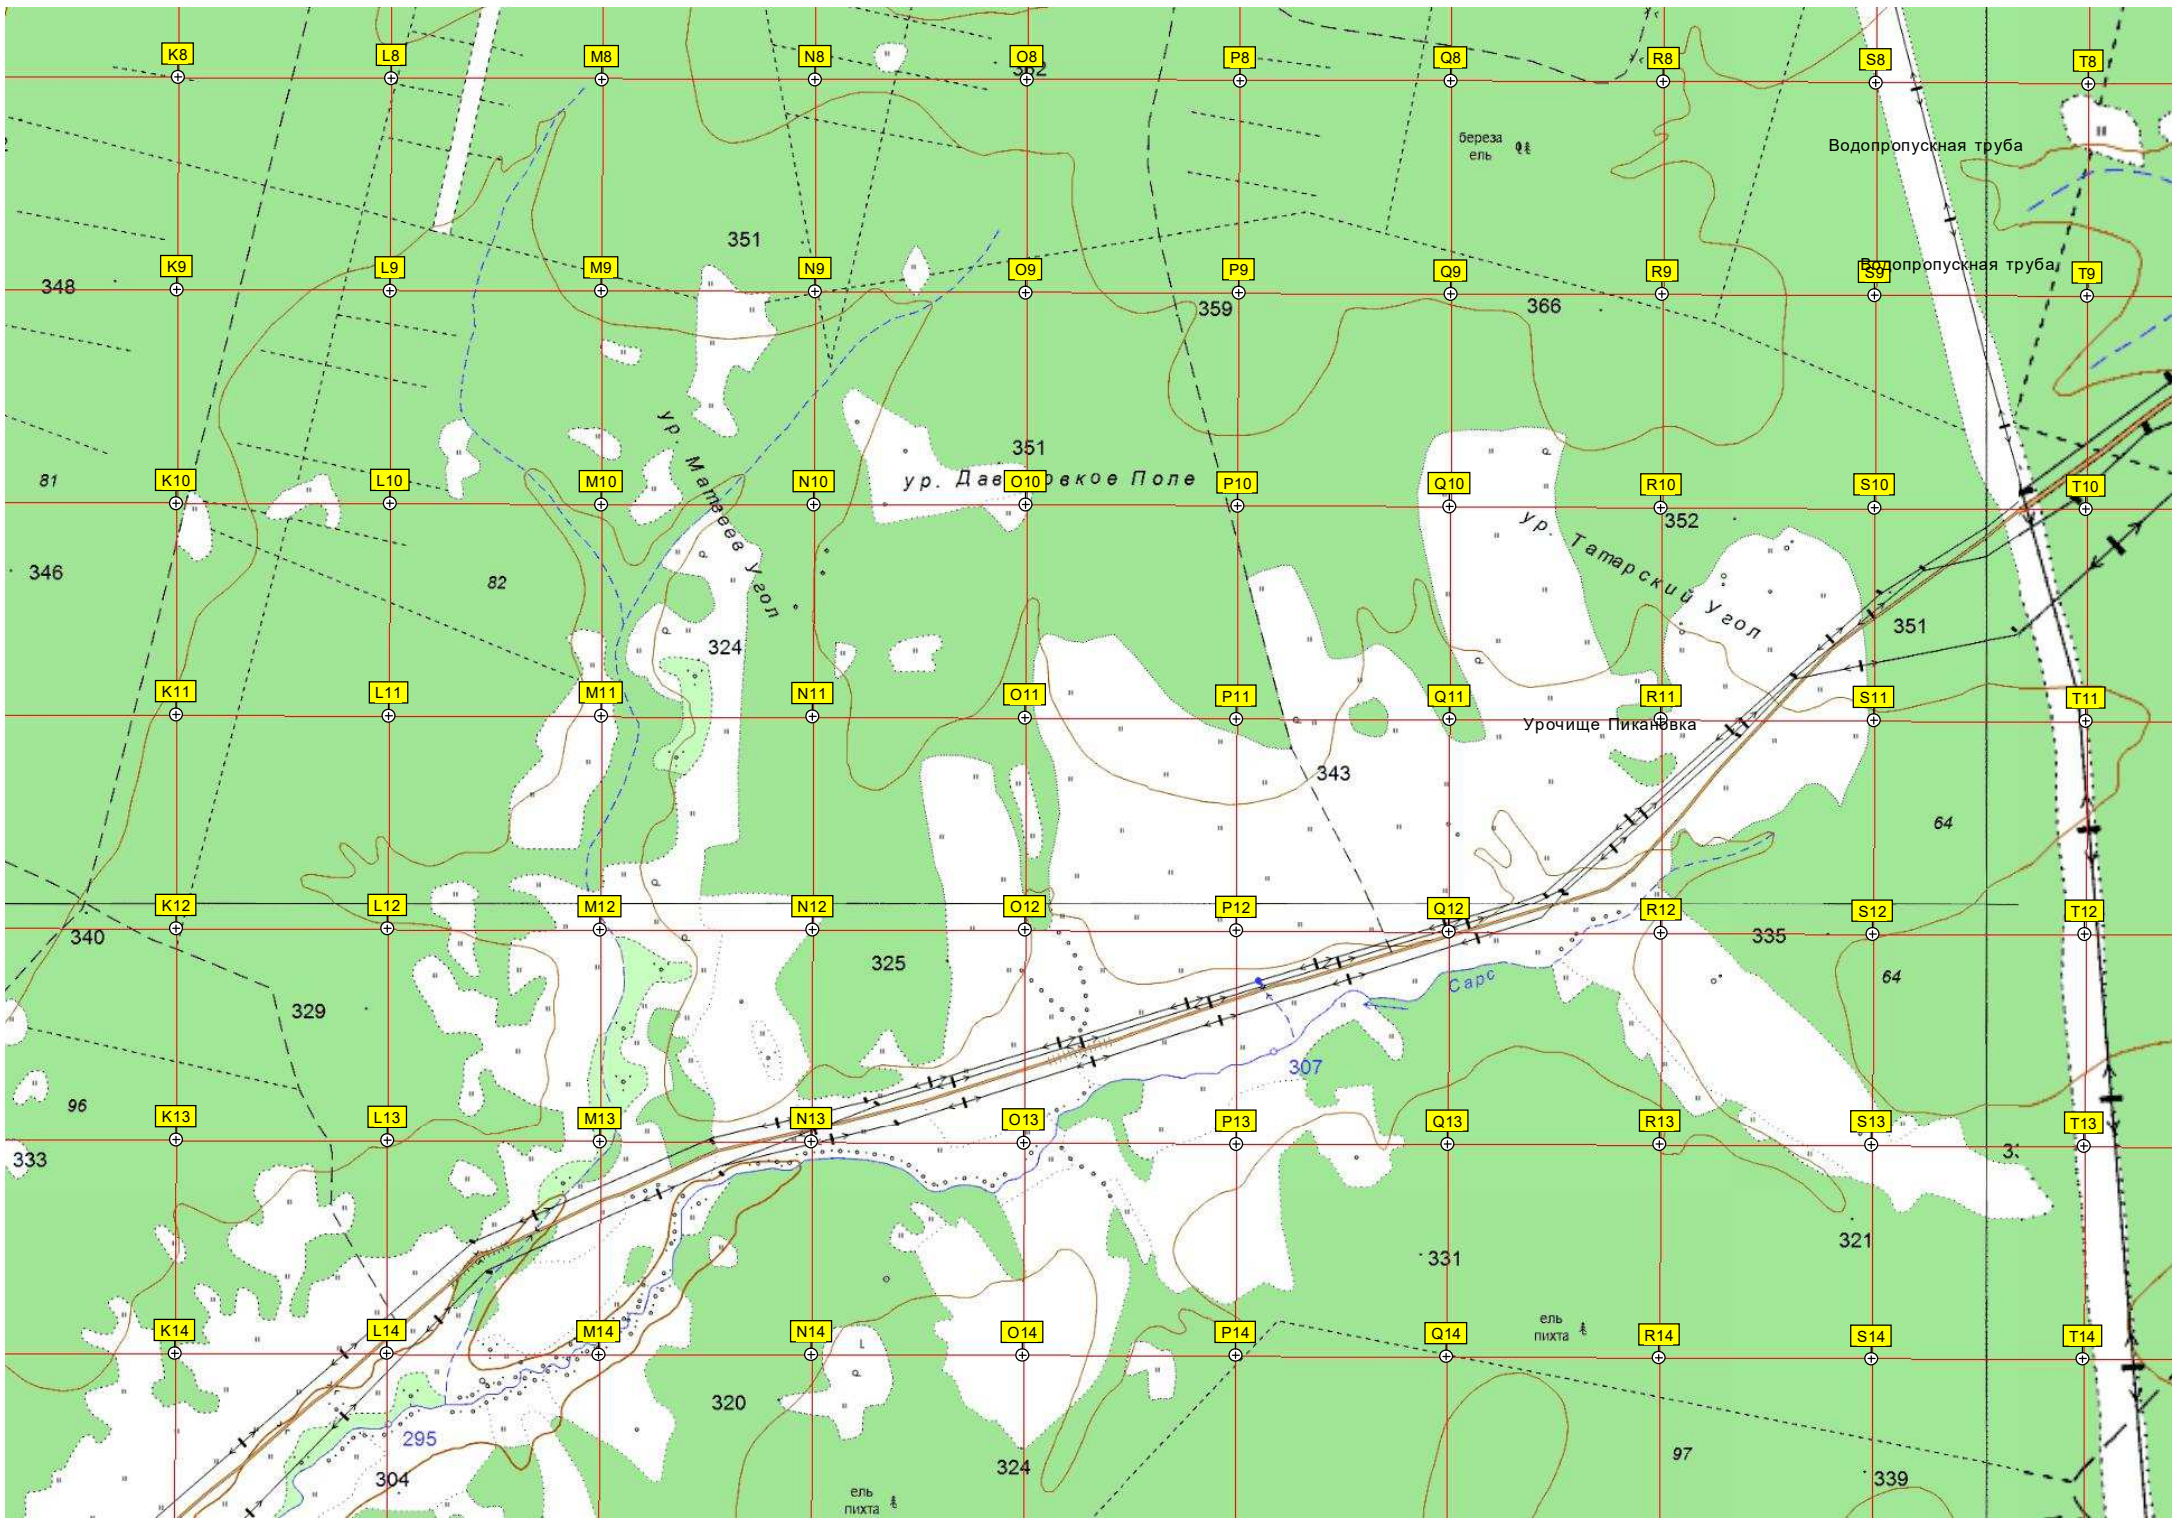 K8 L8 M8 N8 O8 P8 Q8 R8 S8 T8
береза
ель
Водопропускная труба
351
K9 L9 M9 N9 O9 P9 Q9 R9 S9 T9
Водопропускная труба
348
359
366
ур. Матвеев Угол
351
81
K10 L10 M10 N10 O10 P10 Q10 R10 S10 T10
352
ур. Татарский Угол
346
82
324
351
K11 L11 M11 N11 O11 P11 Q11 R11 S11 T11
Урочище Пикановка
343
64
K12 L12 M12 N12 O12 P12 Q12 R12 S12 T12
340
325
335
64
Сарс
329
307
96
K13 L13 M13 N13 O13 P13 Q13 R13 S13 T13
333
331
321
ель
пихта
K14 L14 M14 N14 O14 P14 Q14 R14 S14 T14
320
295
304
324
97
339
ель
пихта